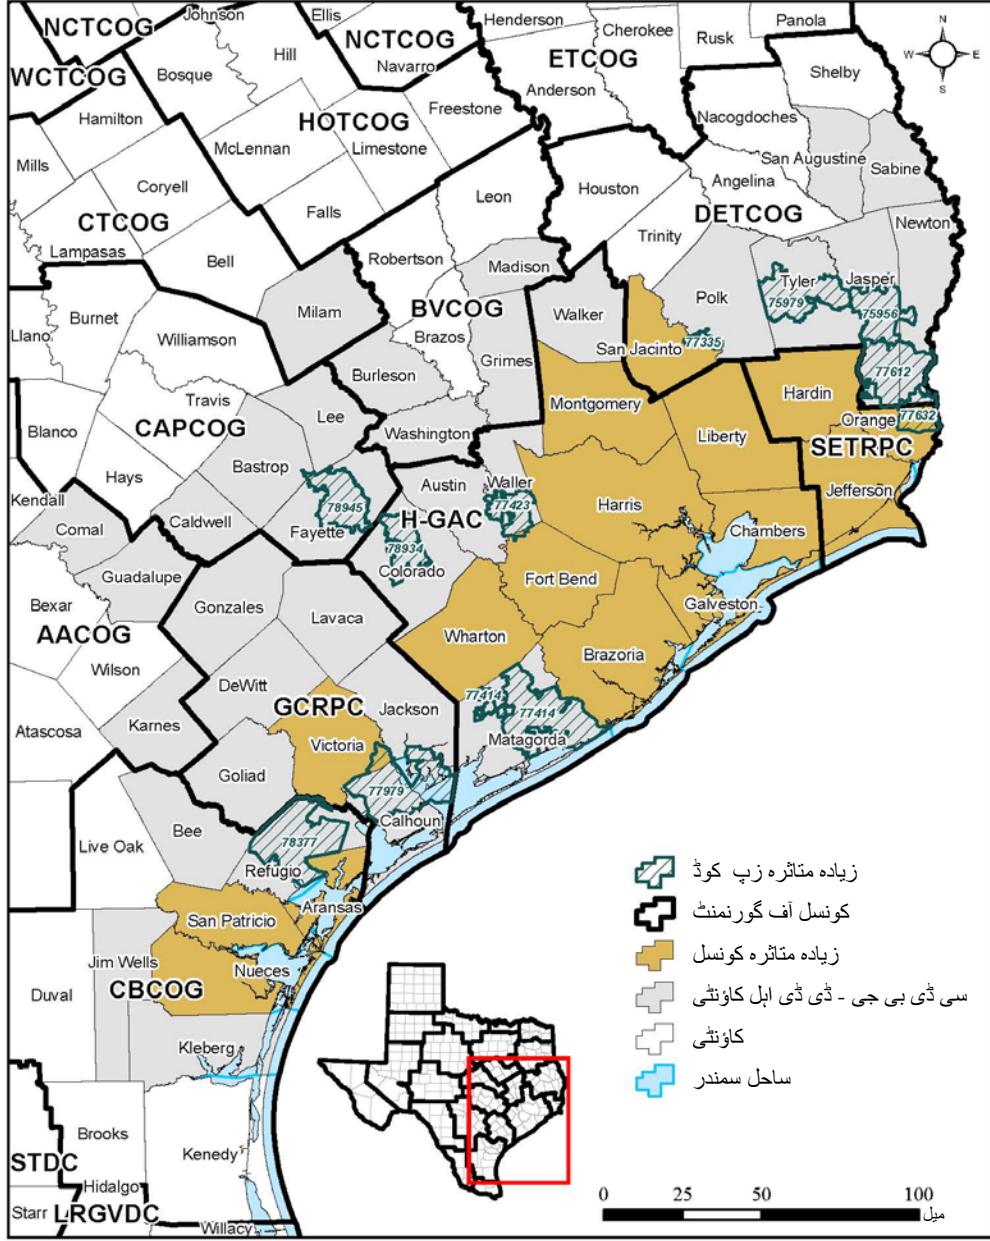 NCTCOG
Johnson
Ellis
Henderson
Cherokee
Panola
Hill
NCTCOG
Rusk
N
WCTCOG
Bosque
Navarro
ETCOG
W
E
Shelby
S
Anderson
Hamilton
Freestone
HOTCOG
Nacogdoches
McLennan
Limestone
Mills
San Augustine
Sabine
Coryell
Angelina
Houston
Leon
Falls
DETCOG
CTCOG
Newton
Trinity
Lampasas
Bell
Robertson
Madison
Tyler
Jasper
Polk
75979
Milam
BVCOG
Walker
75956
Burnet
Llano
Williamson
Brazos
77335
San Jacinto
Grimes
Burleson
77612
Hardin
Travis
Montgomery
Lee
77632
Orange
CAPCOG
Blanco
Washington
Liberty
SETRPC
Bastrop
Hays
Austin
Waller
Jefferson
Kendall
78945
77423
Harris
Caldwell
H-GAC
Comal
Fayette
Chambers
78934
Colorado
Guadalupe
Fort Bend
Bexar
Gonzales
Galveston
Lavaca
AACOG
Wharton
Brazoria
Wilson
DeWitt
77414
GCRPC
Jackson
77414
Karnes
Atascosa
Matagorda
Victoria
Goliad
77979
Calhoun
Bee
78377
Live Oak
Refugio
زیادہ متاثرہ زپ کوڈ
Aransas
کونسل آف گورنمنٹ
San Patricio
زیادہ متاثرہ کونسل
Jim Wells
Nueces
CBCOG
Duval
سی ڈی بی جی - ڈی ڈی اہل کاؤنٹی
کاؤنٹی
Kleberg
ساحل سمندر
Brooks
Kenedy
STDC
Hidalgo
Starr
LRGVDC
Willacy
0 25 50 100
میل